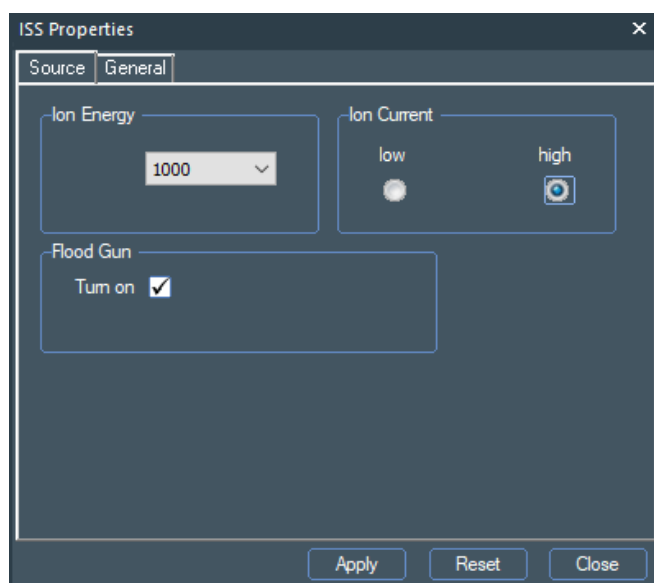 ISS Properties
Source General
Ion Energy
1000
Ion Current
low high
Flood Gun
Turn on
Apply Reset Close